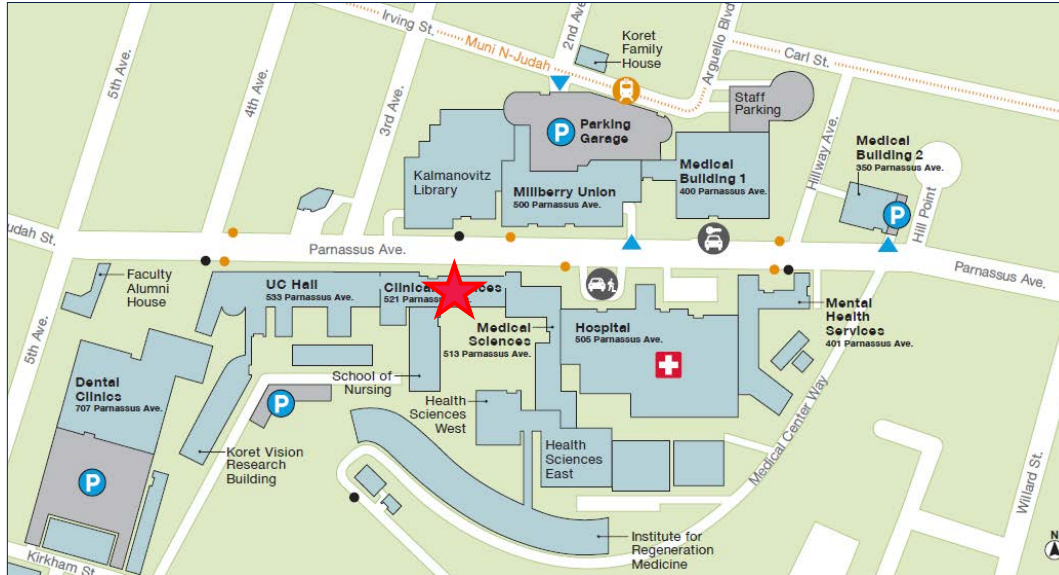 Irving St.
Muni N-Judah
2nd Ave.
Koret
Family
House
Arguello Blvd
Carl St.
5th Ave.
4th Ave.
3rd Ave.
Staff
Parking
P
Parking
Garage
Kalmanovitz
Library
Millberry Union
500 Parnassus Ave.
Medical
Building 1
400 Parnassus Ave.
Hillway Ave.
Medical
Building 2
350 Parnassus Ave.
P
Hill Point
Judah St.
Parnassus Ave.
Parnassus Ave.
Faculty
Alumni
House
UC Hall
533 Parnassus Ave.
521
Medical
Sciences
513 Parnassus Ave.
Hospital
505 Parnassus Ave.
Mental
Health
Services
401 Parnassus Ave.
5th Ave.
Dental
Clinics
707 Parnassus Ave.
School of
Nursing
P
Health
Sciences
West
Health
Sciences
East
Medical Center Way
Koret Vision
Research
Building
P
Willard St.
Institute for
Regeneration
Medicine
Kirkham St.
N